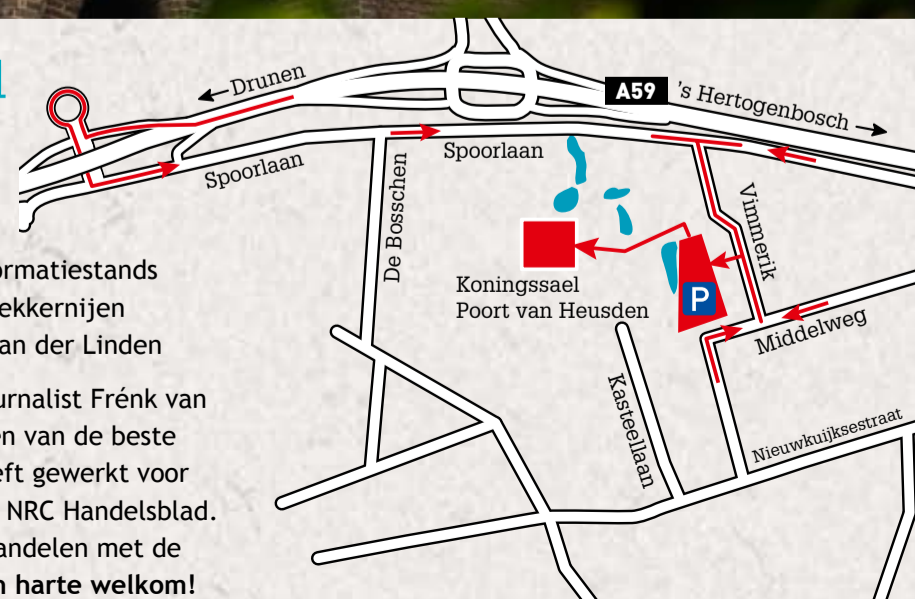 Drunen
A59
's Hertogenbosch
Spoorlaan
Spoorlaan
De Bosschen
Vimmerik
Koningssael
Poort van Heusden
P
Middelweg
Kasteellaan
Nieuwkuijksestraat
ormatiestands
ekkernijen
an der Linden
urnalist Frénk van
en van de beste
eft gewerkt voor
NRC Handelsblad.
andelen met de
n harte welkom!